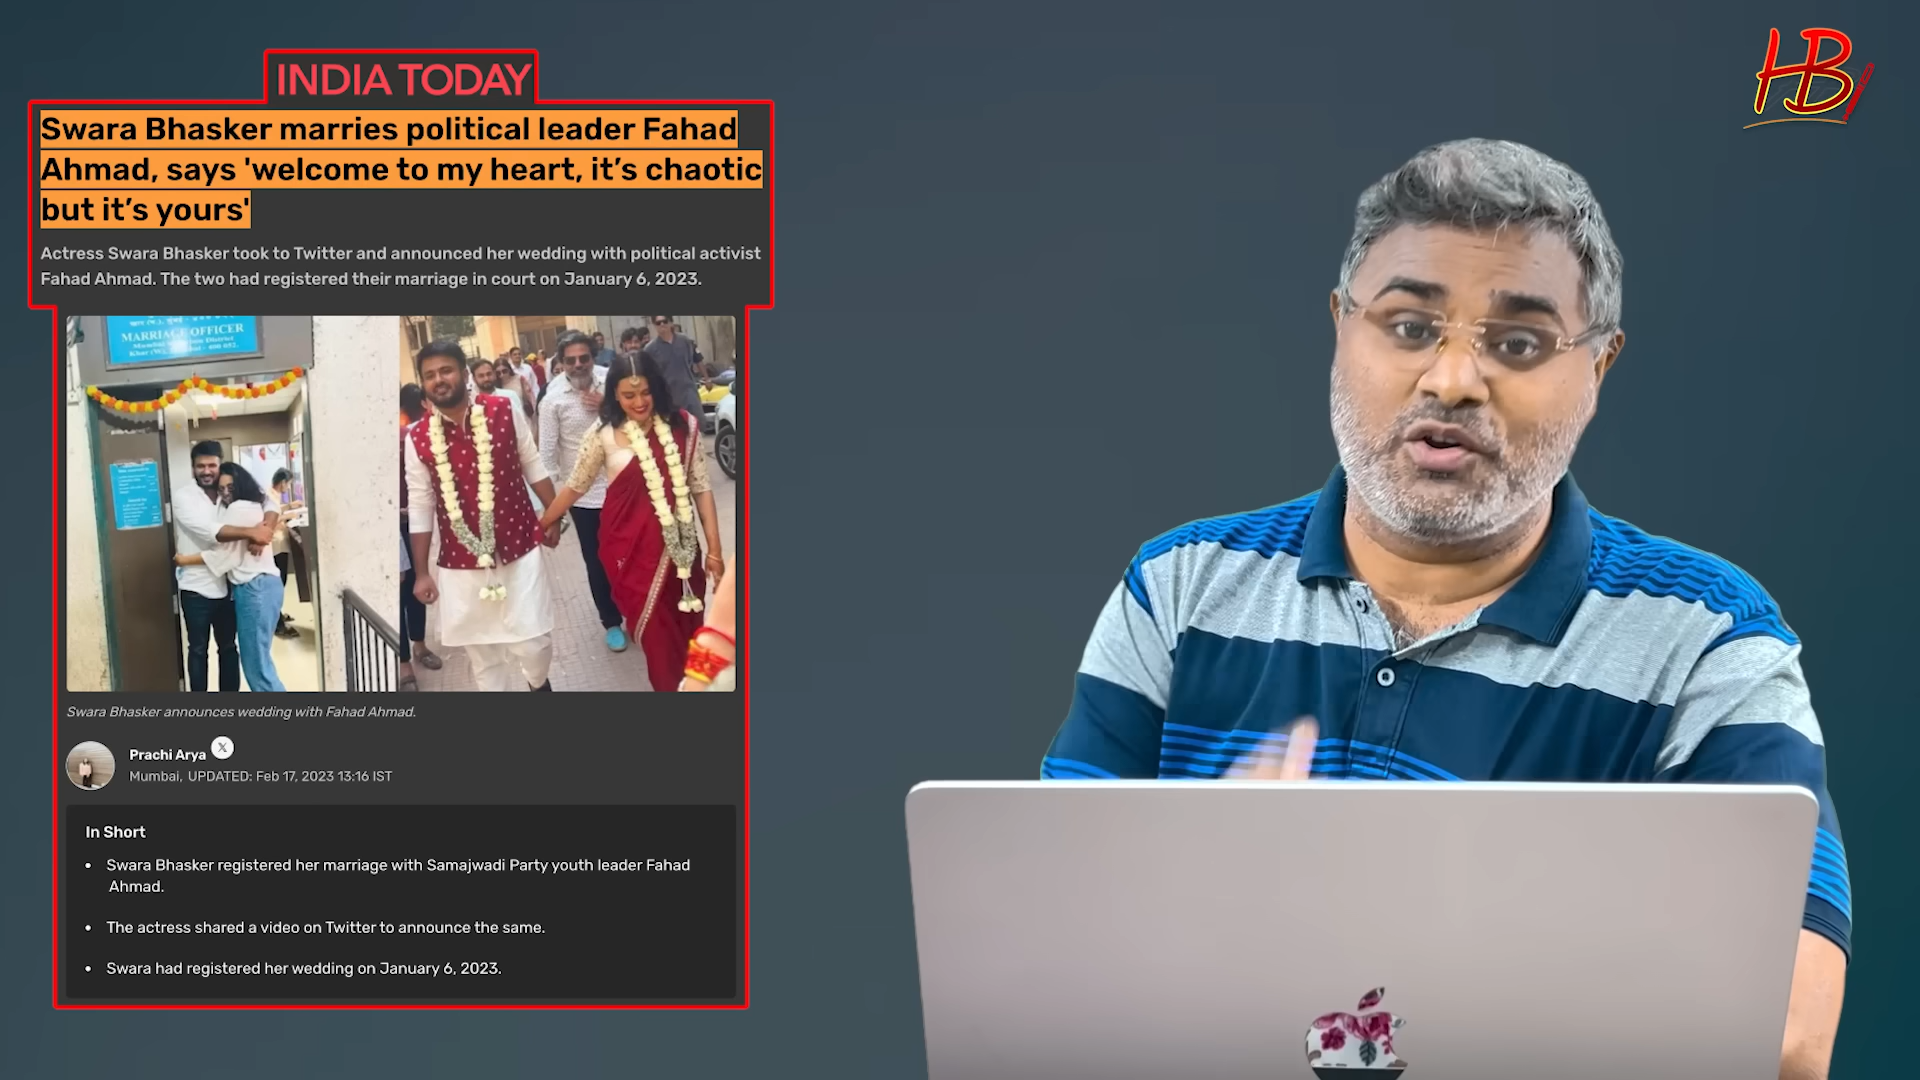 INDIA TODAY
Swara Bhasker marries political leader Fahad
Ahmad, says 'welcome to my heart, it’s chaotic
but it’s yours'
Actress Swara Bhasker took to Twitter and announced her wedding with political activist
Fahad Ahmad. The two had registered their marriage in court on January 6, 2023.
MARRIAGE OFFICER
Swara Bhasker announces wedding with Fahad Ahmad.
Prachi Arya
Mumbai, UPDATED: Feb 17, 2023 13:16 IST
In Short
• Swara Bhasker registered her marriage with Samajwadi Party youth leader Fahad
Ahmad.
• The actress shared a video on Twitter to announce the same.
• Swara had registered her wedding on January 6, 2023.
HB